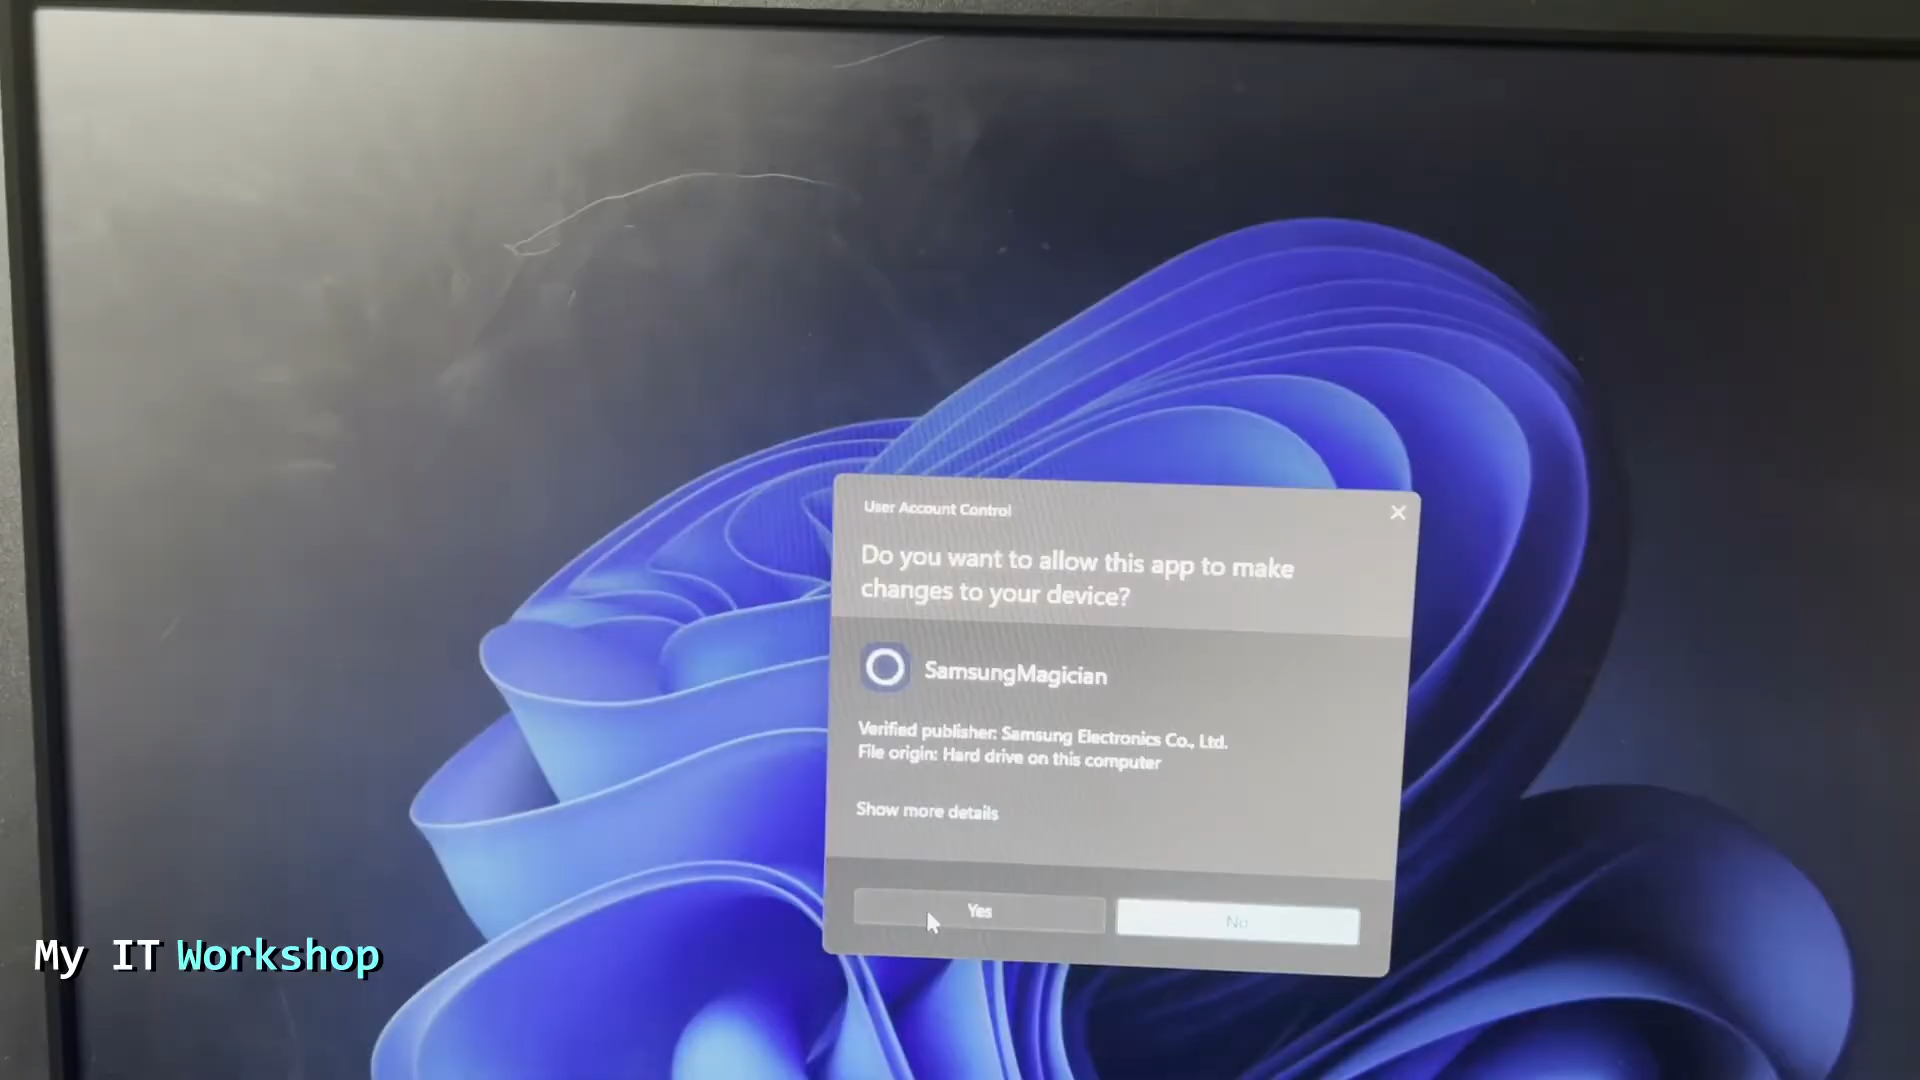 User Account Control
Do you want to allow this app to make
changes to your device?
SamsungMagician
Verified publisher: Samsung Electronics Co., Ltd.
File origin: Hard drive on this computer
Show more details
Yes
No
My IT Workshop